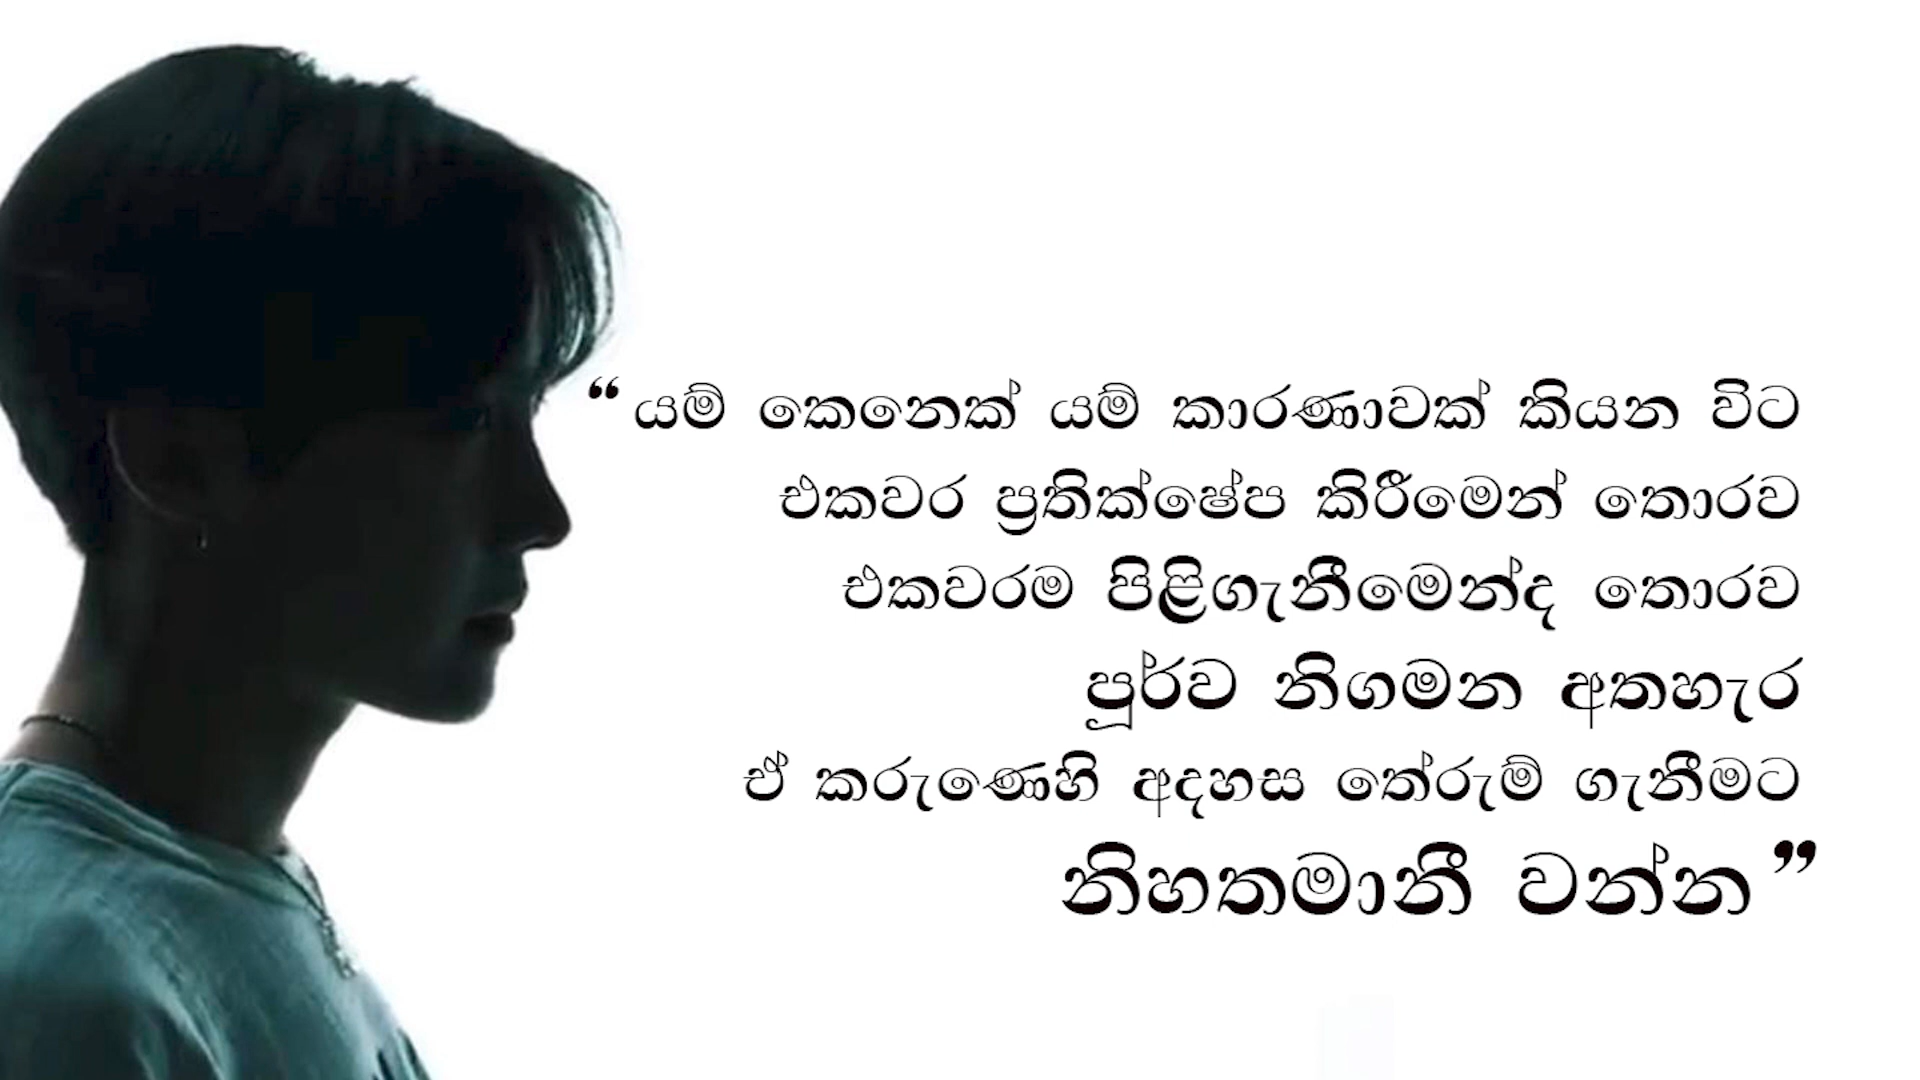 “ යම් කෙනෙක් යම් කාරණාවක් කියන විට
එකවර ප්‍රතික්ෂේප කිරීමෙන් තොරව
එකවරම පිළිගැනීමෙන්ද තොරව
පූර්ව නිගමන අතහැර
ඒ කරුණෙහි අදහස තේරුම් ගැනීමට
නිහතමානී වන්න ”